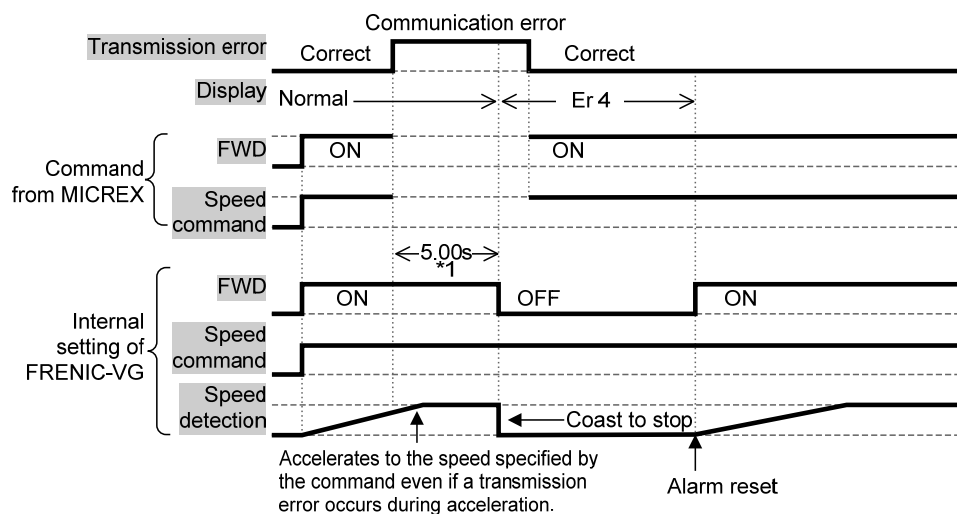 Communication error
Transmission error
Correct
Correct
Display
Normal
Er 4
Command
from MICREX
FWD
ON
ON
Speed
command
5.00s
*1
Internal
setting of
FRENIC-VG
FWD
ON
OFF
ON
Speed
command
Speed
detection
Coast to stop
Accelerates to the speed specified by
the command even if a transmission
error occurs during acceleration.
Alarm reset